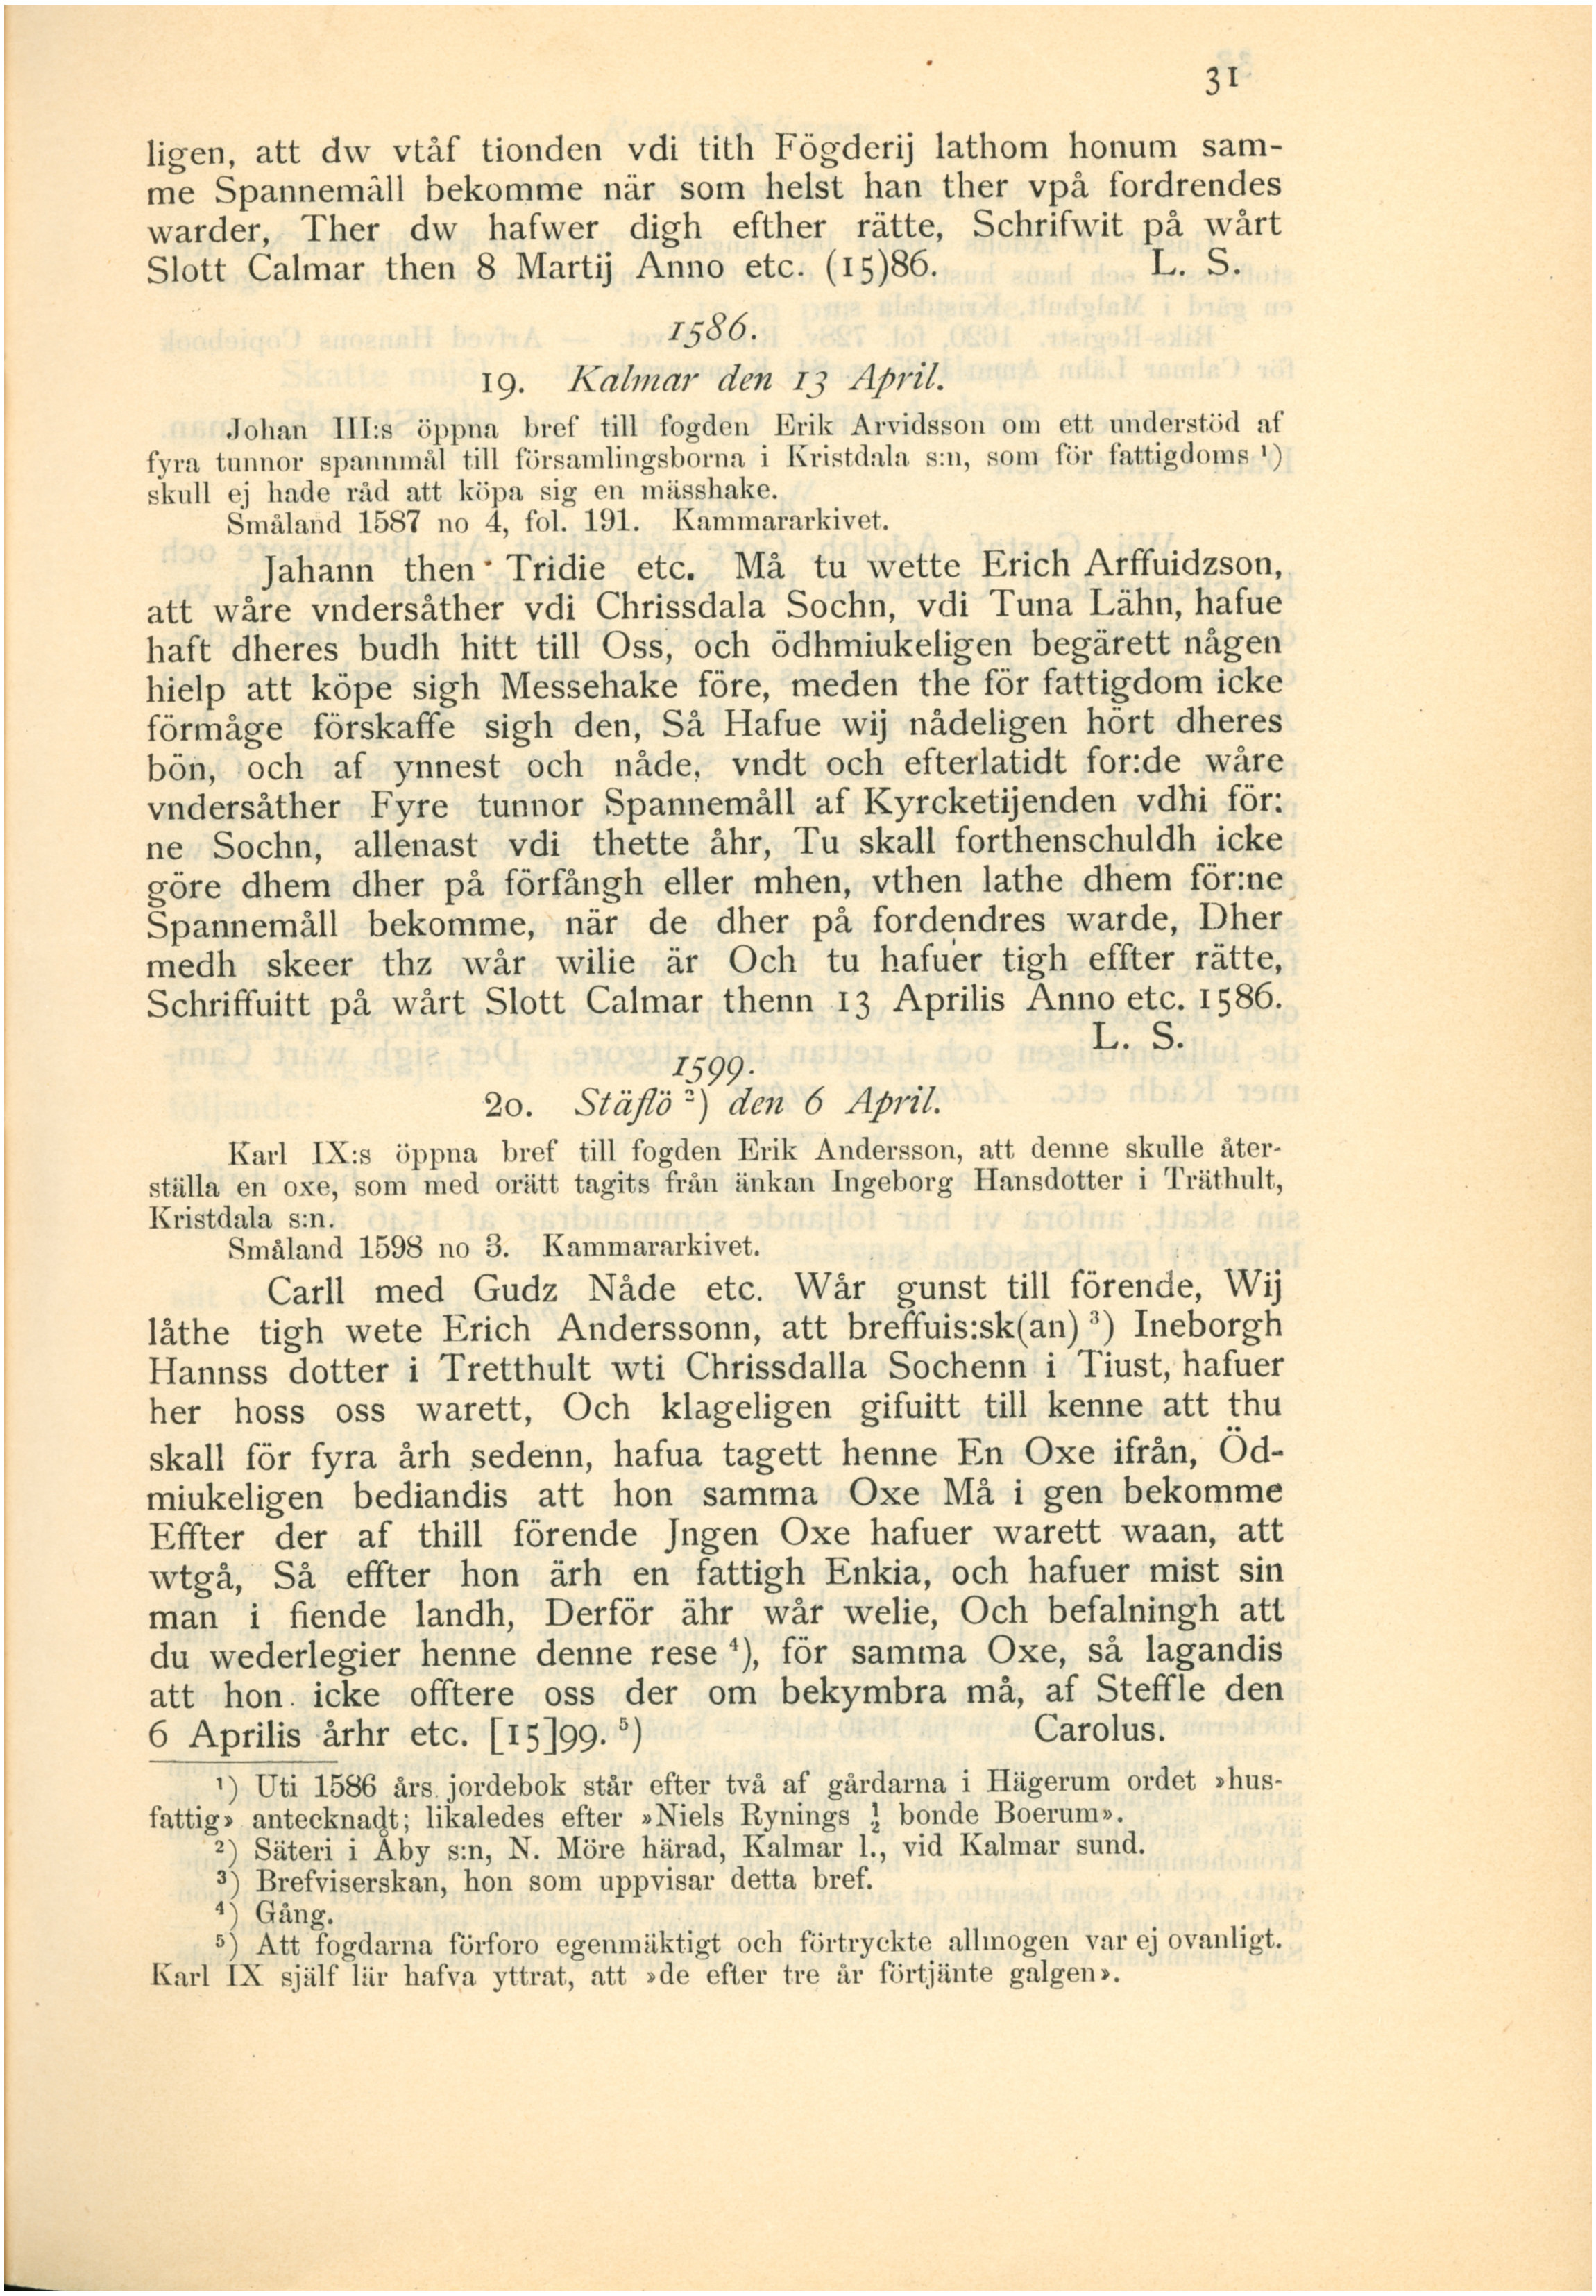 31
ligen, att dw vtåf tionden vdi tith Fögderij lathom honum sam-
me Spannemåll bekomme när som helst han ther vpå fordrendes
warder, Ther dw hafwer digh efther rätte, Schrifwit på wårt
Slott Calmar then 8 Martij Anno etc. (15)86. L. S.
1586.
19. Kalmar den 13 April.
Johan III:s öppna bref till fogden Erik Arvidsson om ett understöd af
fyra tunnor spannmål till församlingsborna i Kristdala s:n, som för fattigdoms ¹)
skull ej hade råd att köpa sig en mässhake.
Småland 1587 no 4, fol. 191. Kammararkivet.
Jahann then Tridie etc. Må tu wette Erich Arffuidzson,
att wåre vndersåther vdi Chrissdala Sochn, vdi Tuna Lähn, hafue
haft dheres budh hitt till Oss, och ödhmiukeligen begärett någen
hielp att köpe sigh Messehake före, meden the för fattigdom icke
förmåge förskaffe sigh den, Så Hafue wij nådeligen hört dheres
bön, och af ynnest och nåde, vndt och efterlatidt for:de wåre
vndersåther Fyre tunnor Spannemåll af Kyrcketijenden vdhi för:
ne Sochn, allenast vdi thette åhr, Tu skall forthenschuldh icke
göre dhem dher på förfångh eller mhen, vthen lathe dhem för:ne
Spannemåll bekomme, när de dher på fordendres warde, Dher
medh skeer thz wår wilie är Och tu hafuer tigh effter rätte,
Schriffuitt på wårt Slott Calmar thenn 13 Aprilis Anno etc. 1586.
L. S.
1599.
20. Stäflö ²) den 6 April.
Karl IX:s öppna bref till fogden Erik Andersson, att denne skulle åter-
ställa en oxe, som med orätt tagits från änkan Ingeborg Hansdotter i Träthult,
Kristdala s:n.
Småland 1598 no 3. Kammararkivet.
Carll med Gudz Nåde etc. Wår gunst till förende, Wij
låthe tigh wete Erich Anderssonn, att breffuis:sk(an) ³) Ineborgh
Hannss dotter i Tretthult wti Chrissdalla Sochenn i Tiust, hafuer
her hoss oss warett, Och klageligen gifuitt till kenne att thu
skall för fyra årh sedenn, hafua tagett henne En Oxe ifrån, Öd-
miukeligen bediandis att hon samma Oxe Må i gen bekomme
Effter der af thill förende Jngen Oxe hafuer warett waan, att
wtgå, Så effter hon ärh en fattigh Enkia, och hafuer mist sin
man i fiende landh, Derför ähr wår welie, Och befalningh att
du wederlegier henne denne rese ⁴), för samma Oxe, så lagandis
att hon icke offtere oss der om bekymbra må, af Steffle den
6 Aprilis århr etc. [15]99. ⁵) Carolus.
¹) Uti 1586 års jordebok står efter två af gårdarna i Hägerum ordet »hus-
fattig» antecknadt; likaledes efter »Niels Rynings ½ bonde Boerum».
²) Säteri i Åby s:n, N. Möre härad, Kalmar l., vid Kalmar sund.
³) Brefviserskan, hon som uppvisar detta bref.
⁴) Gång.
⁵) Att fogdarna förforo egenmäktigt och förtryckte allmogen var ej ovanligt.
Karl IX själf lär hafva yttrat, att »de efter tre år förtjänte galgen».